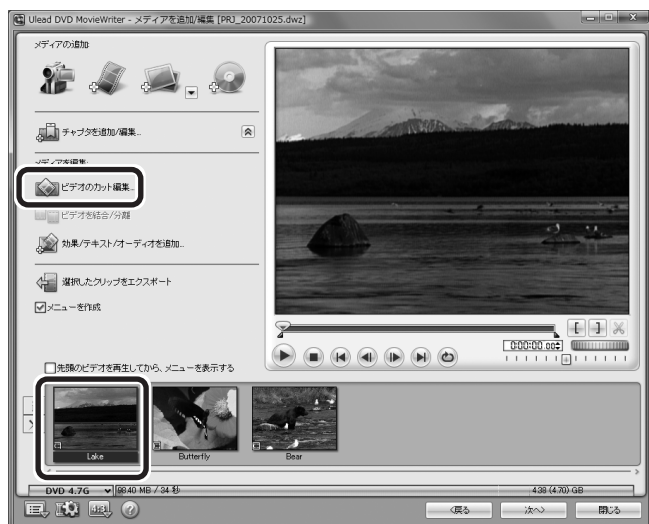 Ulead DVD MovieWriter - メディアを追加/編集 [PRJ_20071025.dwz]
メディアの追加:
チャプタを追加/編集...
メディアを編集:
ビデオのカット編集...
ビデオを結合/分離
効果/テキスト/オーディオを追加...
選択したクリップをエクスポート
メニューを作成
0:00:00.00
先頭のビデオを再生してから、メニューを表示する
Lake
Butterfly
Bear
DVD 4.7G
98.40 MB / 34 秒
4.38 (4.70) GB
4:3
<戻る
次へ>
閉じる